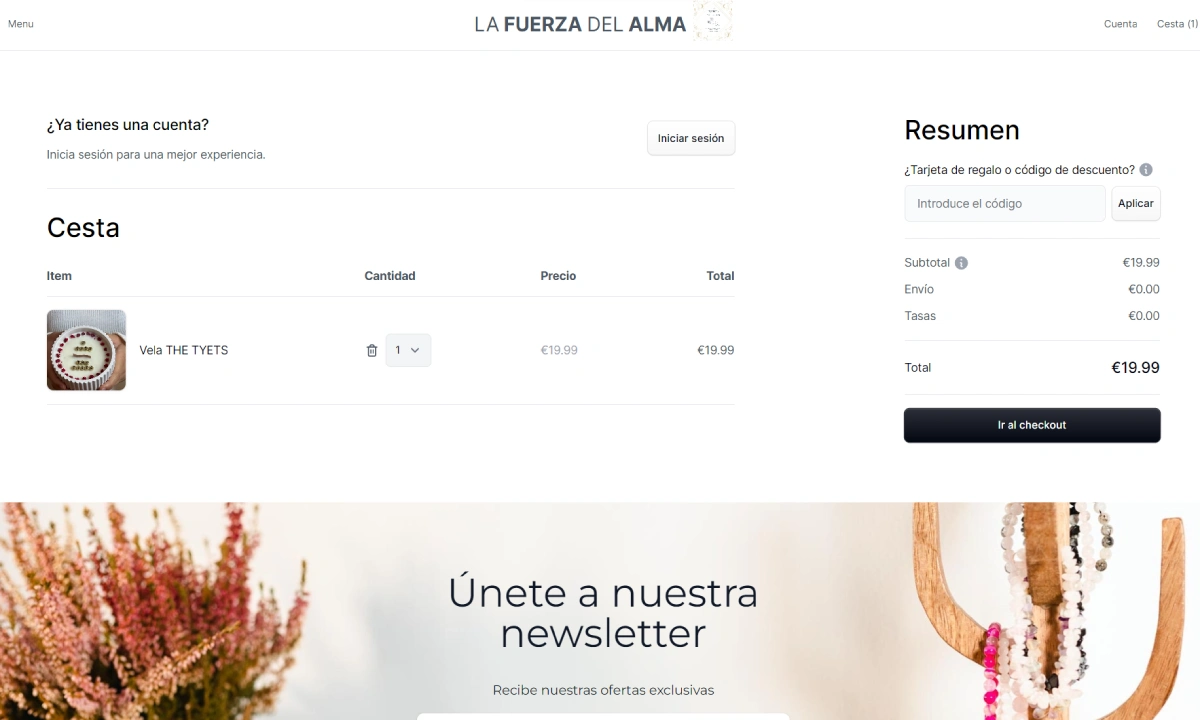 Menu
LA FUERZA DEL ALMA
Cuenta
Cesta (1)
¿Ya tienes una cuenta?
Inicia sesión para una mejor experiencia.
Iniciar sesión
Cesta
Item Cantidad Precio Total
Vela THE TYETS 1 €19.99 €19.99
Resumen
¿Tarjeta de regalo o código de descuento?
Introduce el código Aplicar
Subtotal €19.99
Envío €0.00
Tasas €0.00
Total €19.99
Ir al checkout
Únete a nuestra
newsletter
Recibe nuestras ofertas exclusivas